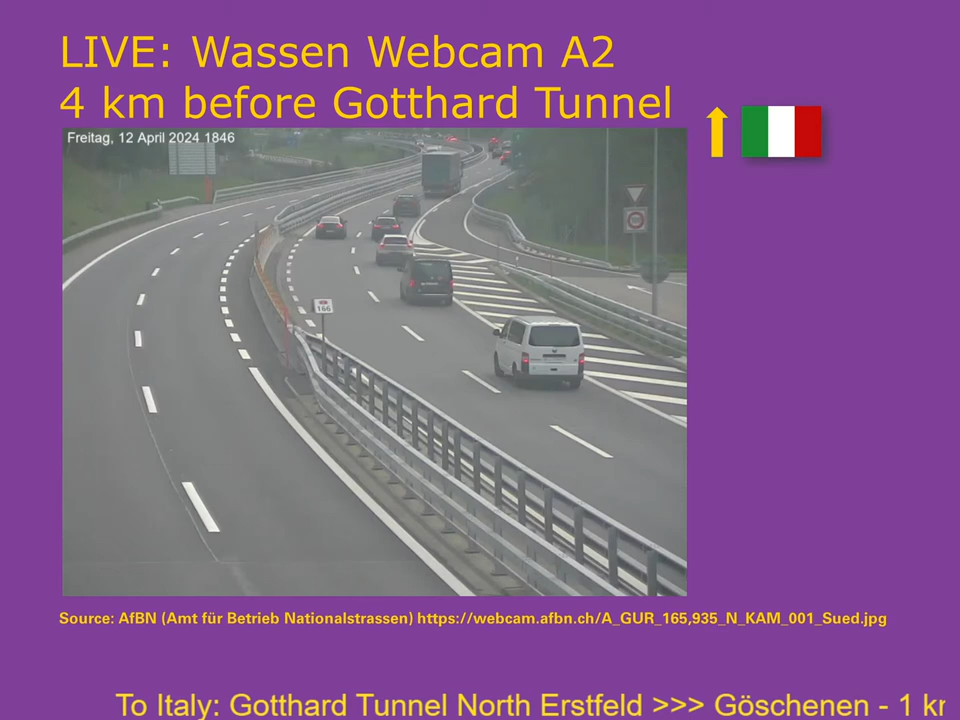 LIVE: Wassen Webcam A2
4 km before Gotthard Tunnel
Freitag, 12 April 2024 1846
166
Source: AfBN (Amt für Betrieb Nationalstrassen) https://webcam.afbn.ch/A_GUR_165,935_N_KAM_001_Sued.jpg
To Italy: Gotthard Tunnel North Erstfeld >>> Göschenen - 1